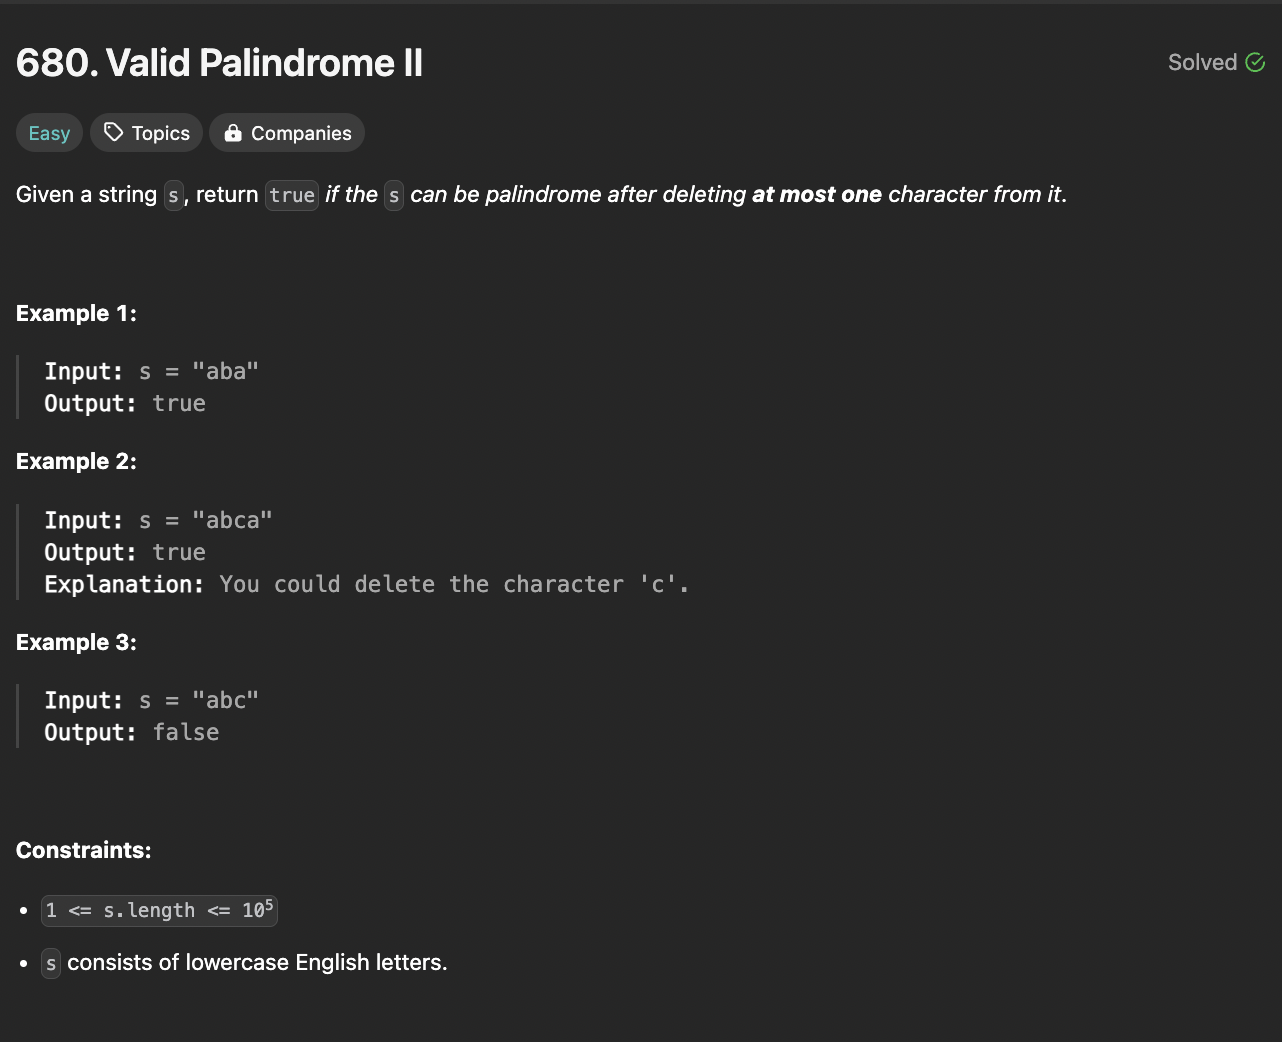 680. Valid Palindrome II
Solved
Easy
Topics
Companies
Given a string s, return true if the s can be palindrome after deleting at most one character from it.
Example 1:
Input: s = "aba"
Output: true
Example 2:
Input: s = "abca"
Output: true
Explanation: You could delete the character 'c'.
Example 3:
Input: s = "abc"
Output: false
Constraints:
1 <= s.length <= 10⁵
s consists of lowercase English letters.